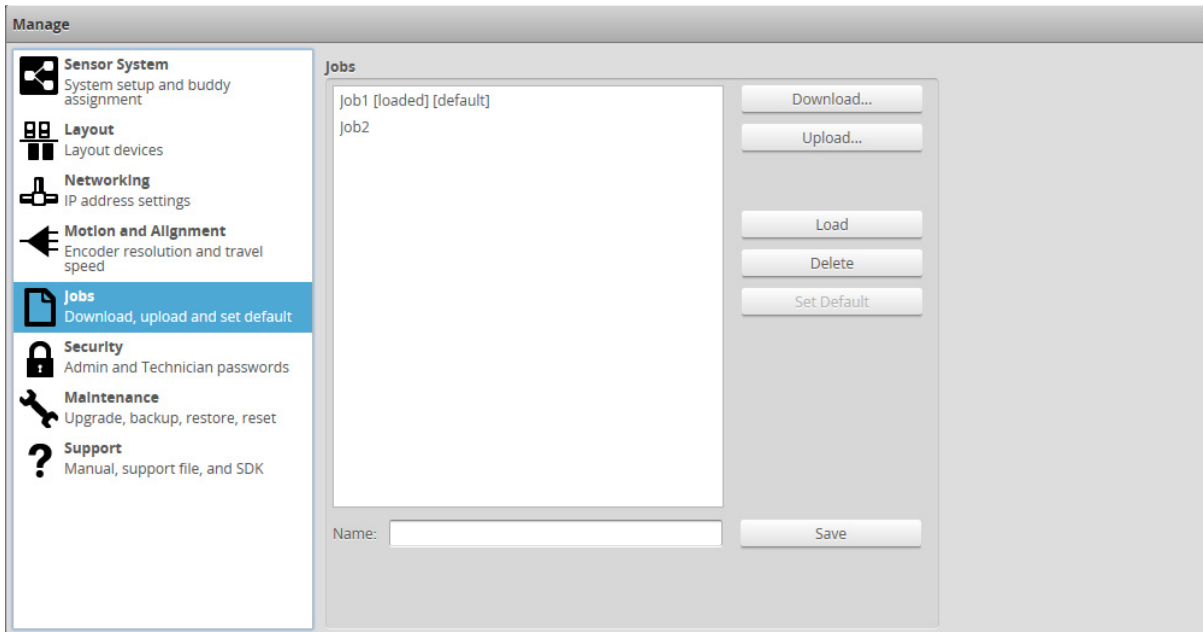 Manage
Sensor System
System setup and buddy
assignment
Layout
Layout devices
Networking
IP address settings
Motion and Alignment
Encoder resolution and travel
speed
Jobs
Download, upload and set default
Security
Admin and Technician passwords
Maintenance
Upgrade, backup, restore, reset
Support
Manual, support file, and SDK
Jobs
Job1 [loaded] [default]
Job2
Download...
Upload...
Load
Delete
Set Default
Name:
Save